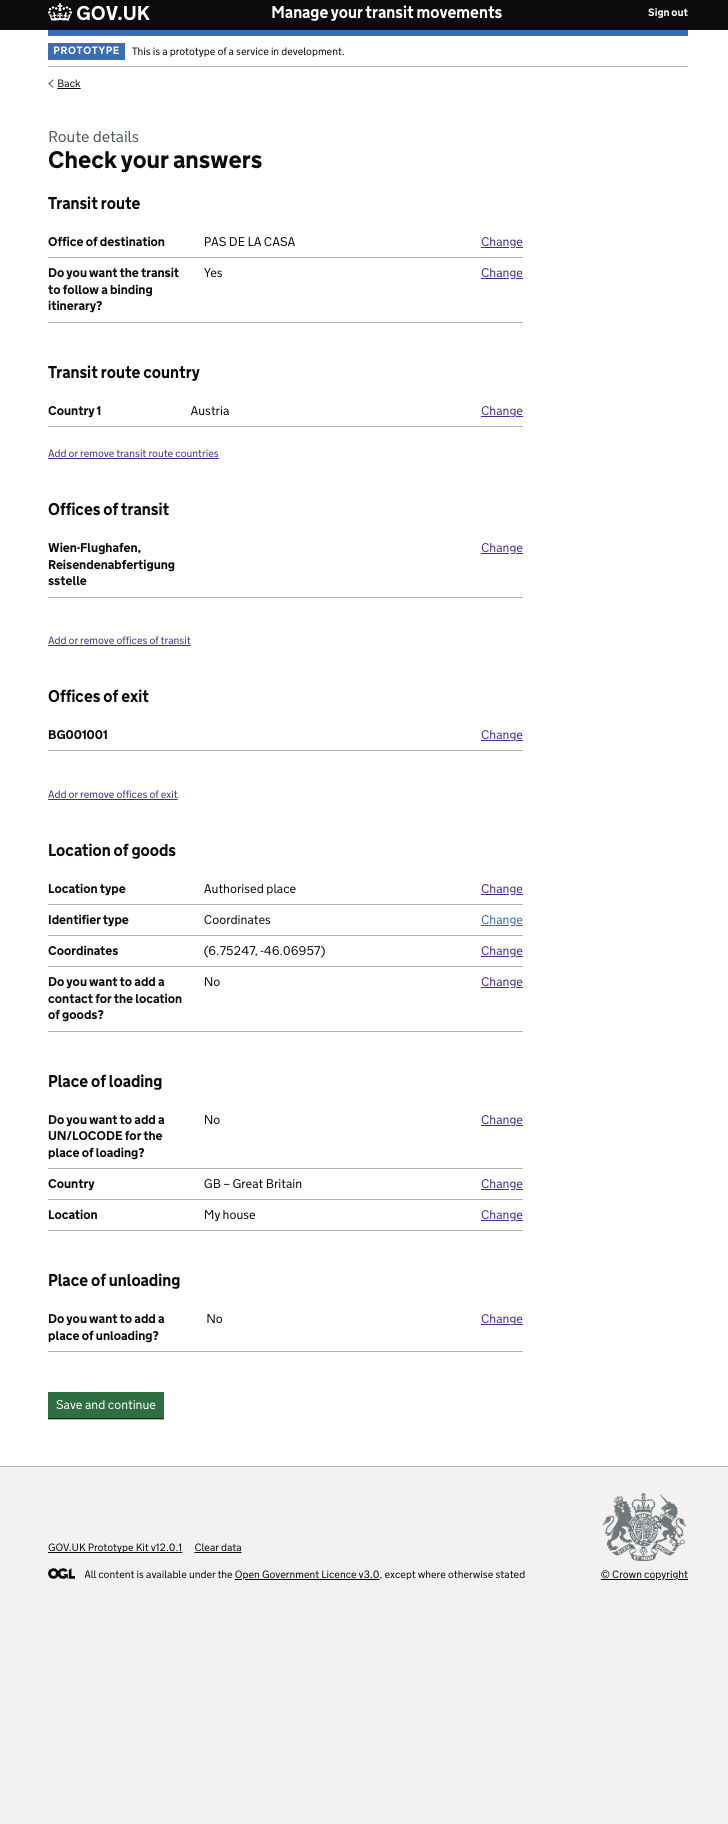 GOV.UK Manage your transit movements Sign out
PROTOTYPE This is a prototype of a service in development.
Back
Route details
Check your answers
Transit route
Office of destination PAS DE LA CASA Change
Do you want the transit Yes Change
to follow a binding
itinerary?
Transit route country
Country 1 Austria Change
Add or remove transit route countries
Offices of transit
Wien-Flughafen, Change
Reisendenabfertigung
sstelle
Add or remove offices of transit
Offices of exit
BG001001 Change
Add or remove offices of exit
Location of goods
Location type Authorised place Change
Identifier type Coordinates Change
Coordinates (6.75247, -46.06957) Change
Do you want to add a No Change
contact for the location
of goods?
Place of loading
Do you want to add a No Change
UN/LOCODE for the
place of loading?
Country GB – Great Britain Change
Location My house Change
Place of unloading
Do you want to add a No Change
place of unloading?
Save and continue
GOV.UK Prototype Kit v12.0.1 Clear data
OGL All content is available under the Open Government Licence v3.0, except where otherwise stated © Crown copyright